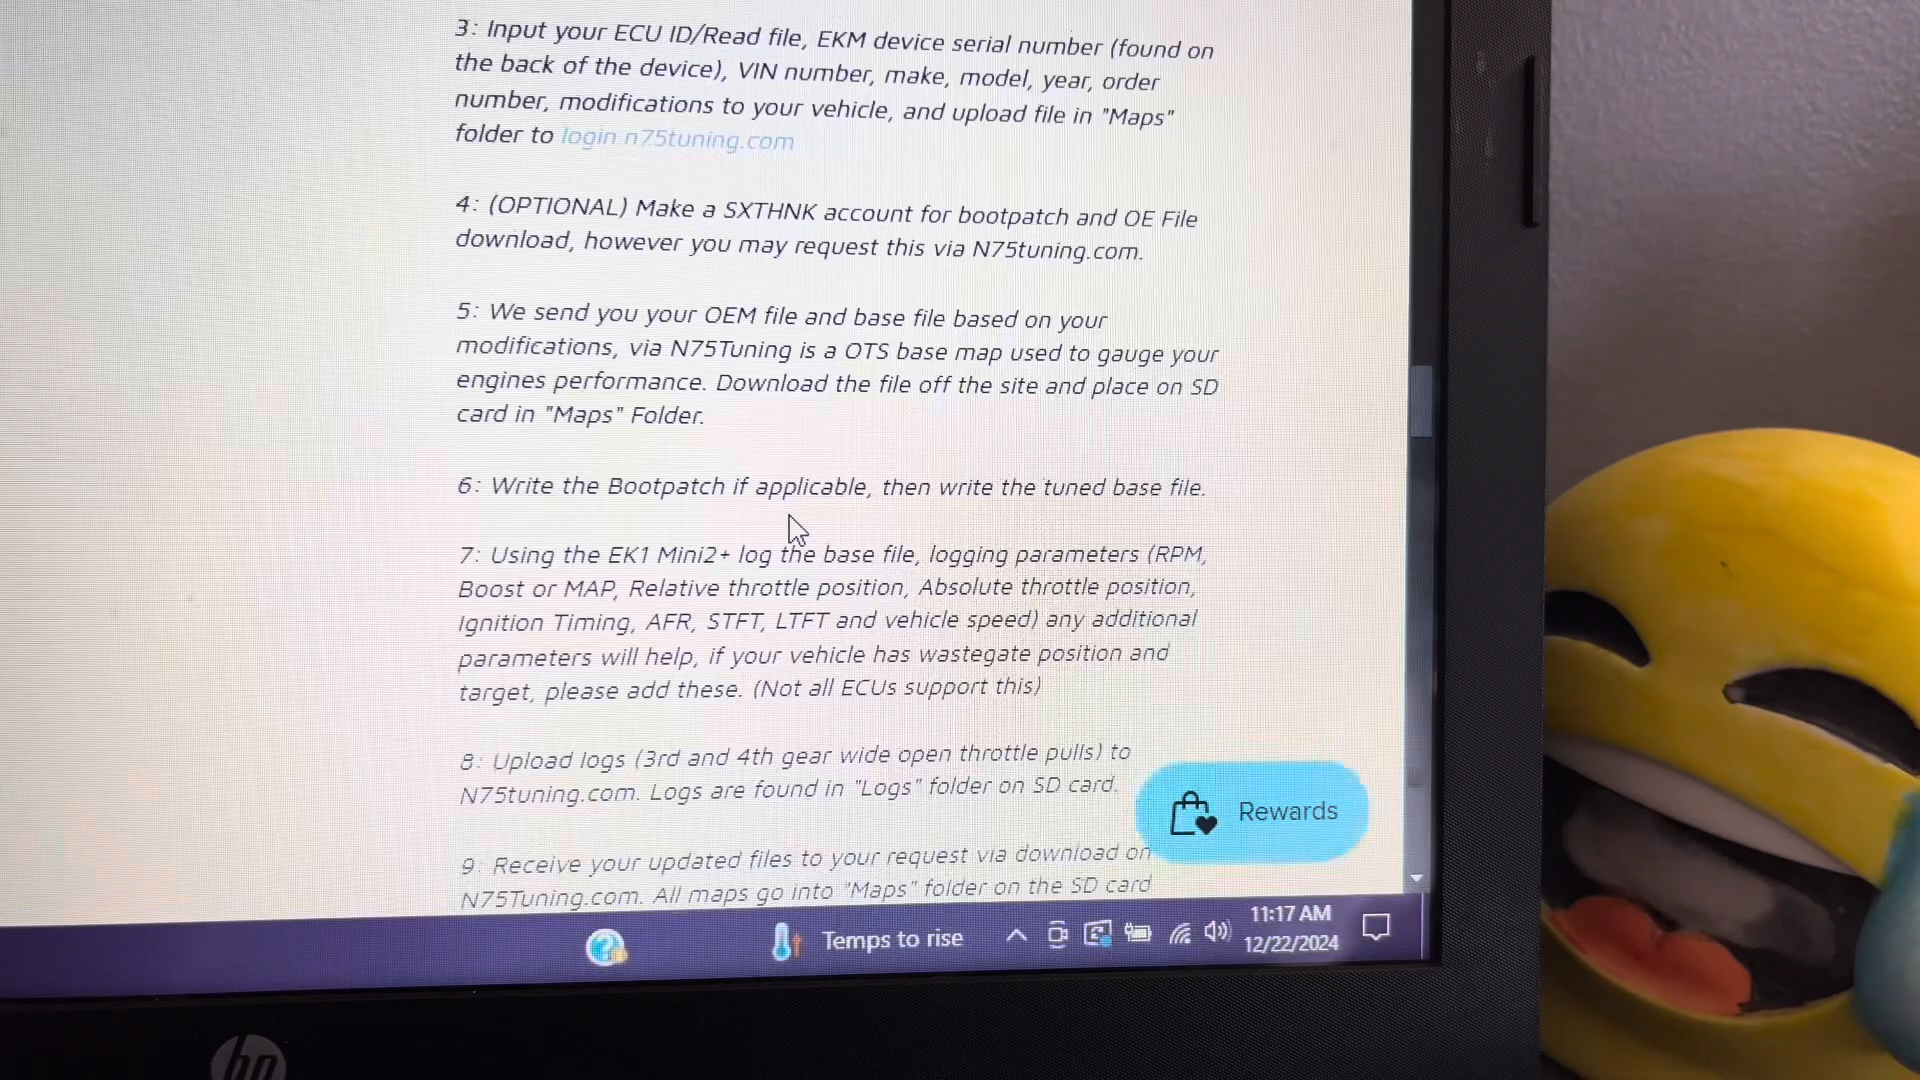 3: Input your ECU ID/Read file, EKM device serial number (found on
the back of the device), VIN number, make, model, year, order
number, modifications to your vehicle, and upload file in "Maps"
folder to login n75tuning.com
4: (OPTIONAL) Make a SXTHNK account for bootpatch and OE File
download, however you may request this via N75tuning.com.
5: We send you your OEM file and base file based on your
modifications, via N75Tuning is a OTS base map used to gauge your
engines performance. Download the file off the site and place on SD
card in "Maps" Folder.
6: Write the Bootpatch if applicable, then write the tuned base file.
7: Using the EK1 Mini2+ log the base file, logging parameters (RPM,
Boost or MAP, Relative throttle position, Absolute throttle position,
Ignition Timing, AFR, STFT, LTFT and vehicle speed) any additional
parameters will help, if your vehicle has wastegate position and
target, please add these. (Not all ECUs support this)
8: Upload logs (3rd and 4th gear wide open throttle pulls) to
N75tuning.com. Logs are found in "Logs" folder on SD card.
Rewards
9: Receive your updated files to your request via download on
N75Tuning.com. All maps go into "Maps" folder on the SD card
Temps to rise
11:17 AM
12/22/2024
hp